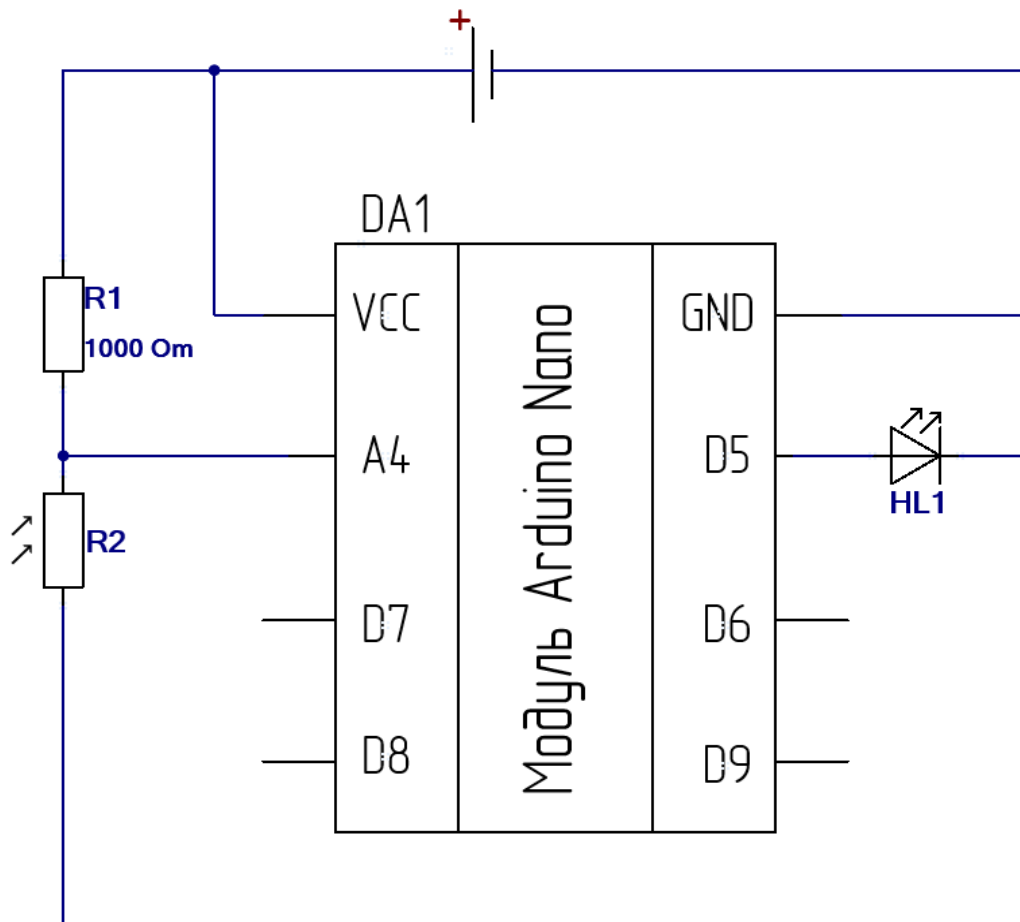 +
DA1
R1
1000 Om
VCC
GND
A4
D5
HL1
R2
D7
D6
D8
D9
Модуль Arduino Nano